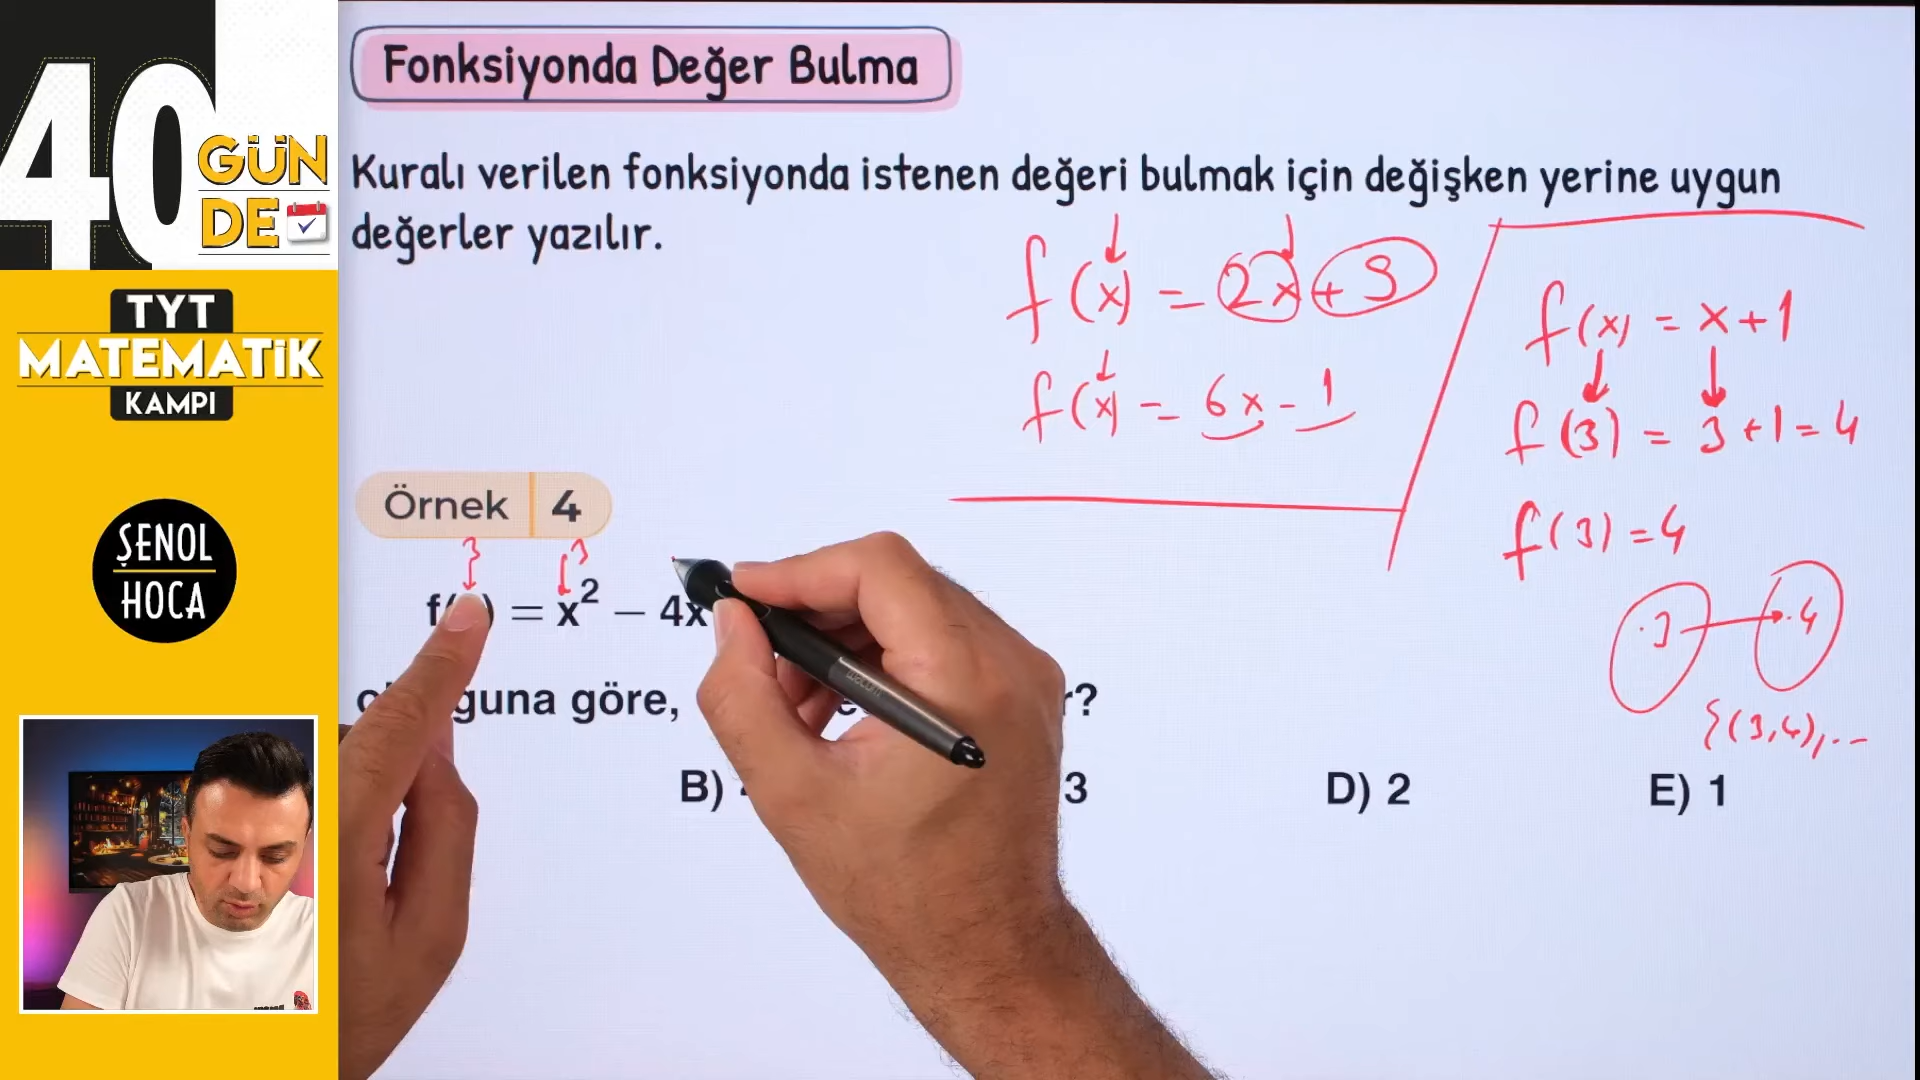 40
GÜN
DE
TYT
MATEMATİK
KAMPI
ŞENOL
HOCA
Fonksiyonda Değer Bulma
Kuralı verilen fonksiyonda istenen değeri bulmak için değişken yerine uygun
değerler yazılır.
f(x) = 2x + 3
f(x) = 6x - 1
f(x) = x+1
f(3) = 3+1=4
f(3)=4
.3 .4
{(3,4),...
Örnek 4
3 3
f( ) = x² − 4x
göre,
B) 3 D) 2 E) 1